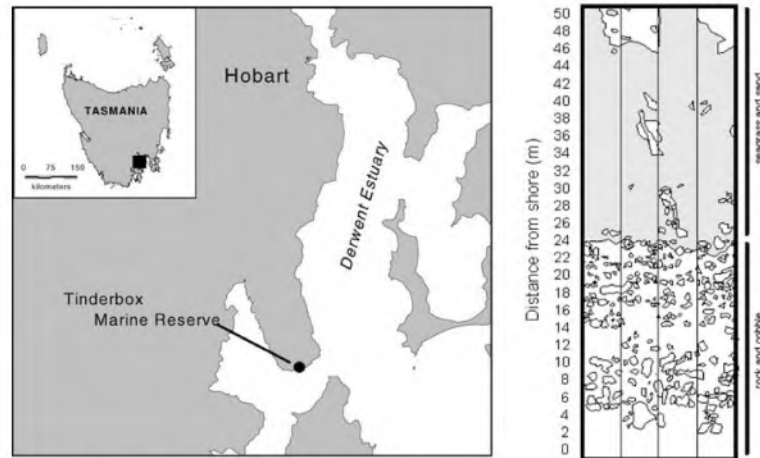 TASMANIA
0 75 150
kilometers
Hobart
Derwent Estuary
Tinderbox
Marine Reserve
Distance from shore (m)
50
48
46
44
42
40
38
36
34
32
30
28
26
24
22
20
18
16
14
12
10
8
6
4
2
0
seagrass and sand
rock and cobble